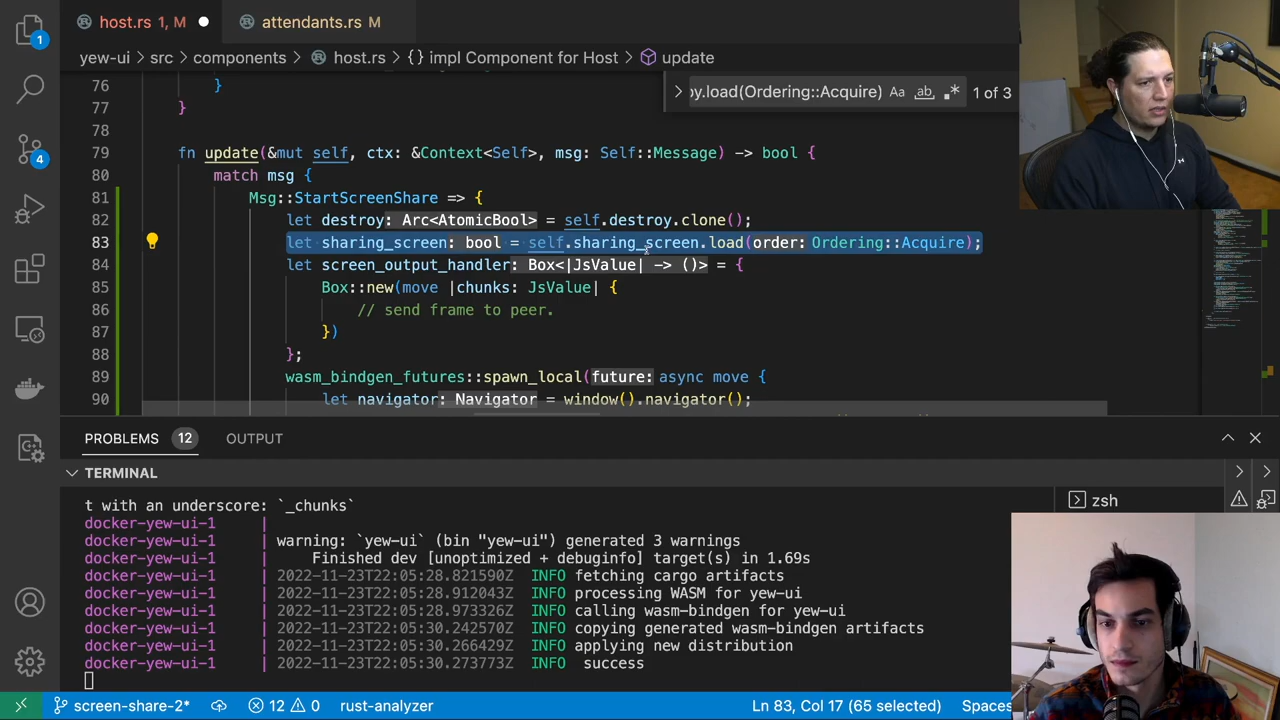 host.rs 1, M
attendants.rs M
yew-ui > src > components > host.rs > {} impl Component for Host > update
> py.load(Ordering::Acquire) Aa ab 1 of 3
76 }
77 }
78
79 fn update(&mut self, ctx: &Context<Self>, msg: Self::Message) -> bool {
80 match msg {
81 Msg::StartScreenShare => {
82 let destroy: Arc<AtomicBool> = self.destroy.clone();
83 let sharing_screen: bool = self.sharing_screen.load(order: Ordering::Acquire);
84 let screen_output_handler: Box<|JsValue| -> ()> = {
85 Box::new(move |chunks: JsValue| {
86 // send frame to peer.
87 })
88 };
89 wasm_bindgen_futures::spawn_local(future: async move {
90 let navigator: Navigator = window().navigator();
1
4
PROBLEMS 12 OUTPUT
TERMINAL
zsh
t with an underscore: `_chunks`
docker-yew-ui-1 |
docker-yew-ui-1 | warning: `yew-ui` (bin "yew-ui") generated 3 warnings
docker-yew-ui-1 | Finished dev [unoptimized + debuginfo] target(s) in 1.69s
docker-yew-ui-1 | 2022-11-23T22:05:28.821590Z INFO fetching cargo artifacts
docker-yew-ui-1 | 2022-11-23T22:05:28.912043Z INFO processing WASM for yew-ui
docker-yew-ui-1 | 2022-11-23T22:05:28.973326Z INFO calling wasm-bindgen for yew-ui
docker-yew-ui-1 | 2022-11-23T22:05:30.242570Z INFO copying generated wasm-bindgen artifacts
docker-yew-ui-1 | 2022-11-23T22:05:30.266429Z INFO applying new distribution
docker-yew-ui-1 | 2022-11-23T22:05:30.273773Z INFO success
screen-share-2* 12 0 rust-analyzer Ln 83, Col 17 (65 selected) Spaces